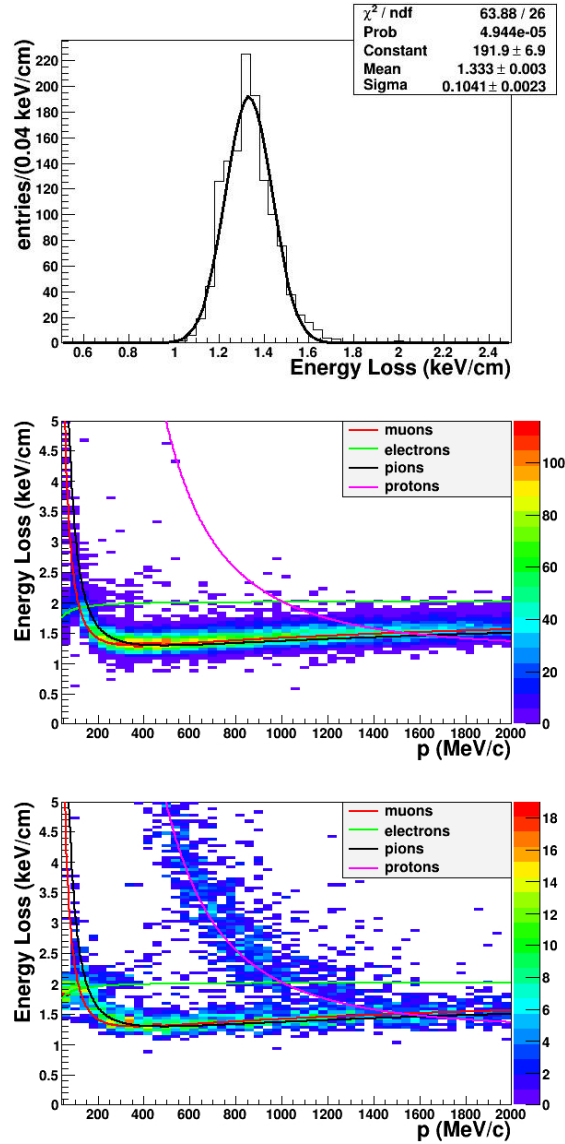 χ² / ndf 63.88 / 26
Prob 4.944e-05
Constant 191.9 ± 6.9
Mean 1.333 ± 0.003
Sigma 0.1041 ± 0.0023
entries/(0.04 keV/cm)
220
200
180
160
140
120
100
80
60
40
20
0
0.6 0.8 1 1.2 1.4 1.6 1.8 2 2.2 2.4
Energy Loss (keV/cm)
Energy Loss (keV/cm)
5
4.5
4
3.5
3
2.5
2
1.5
1
0.5
0
muons
electrons
pions
protons
100
80
60
40
20
0
200 400 600 800 1000 1200 1400 1600 1800 2000
p (MeV/c)
Energy Loss (keV/cm)
5
4.5
4
3.5
3
2.5
2
1.5
1
0.5
0
muons
electrons
pions
protons
18
16
14
12
10
8
6
4
2
0
200 400 600 800 1000 1200 1400 1600 1800 2000
p (MeV/c)